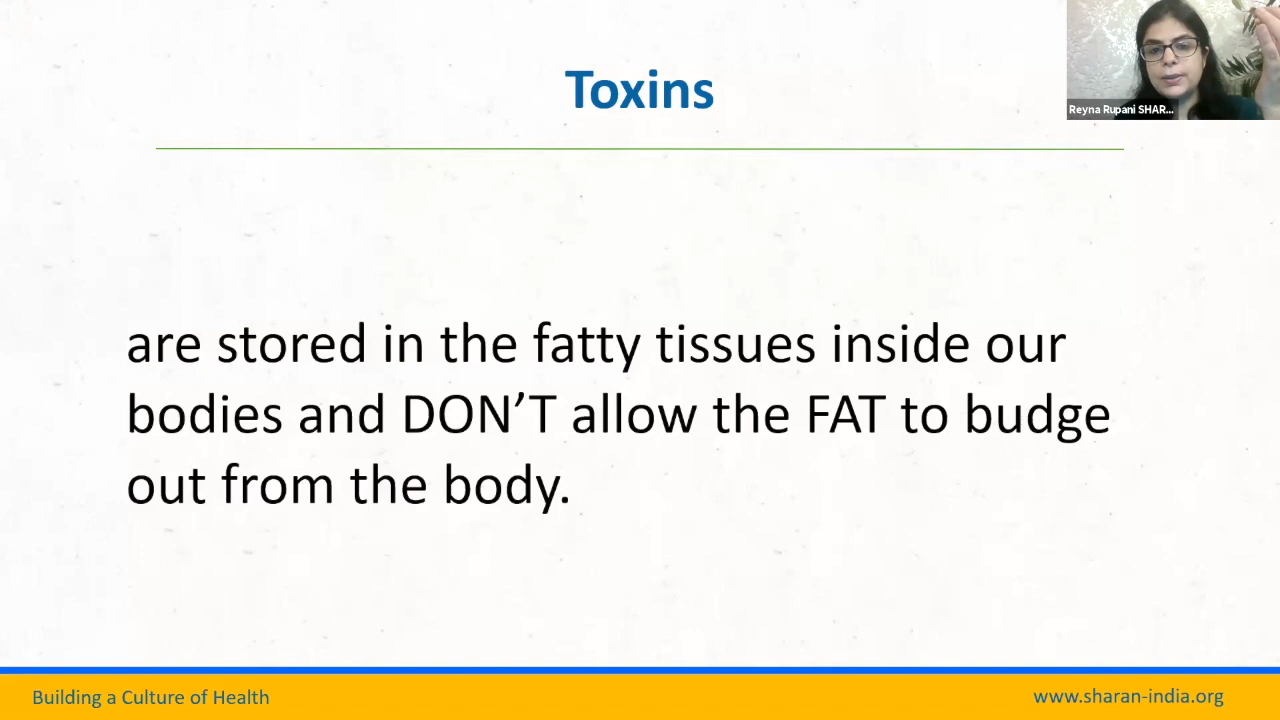 Toxins
Reyna Rupani SHAR...
are stored in the fatty tissues inside our
bodies and DON’T allow the FAT to budge
out from the body.
Building a Culture of Health
www.sharan-india.org